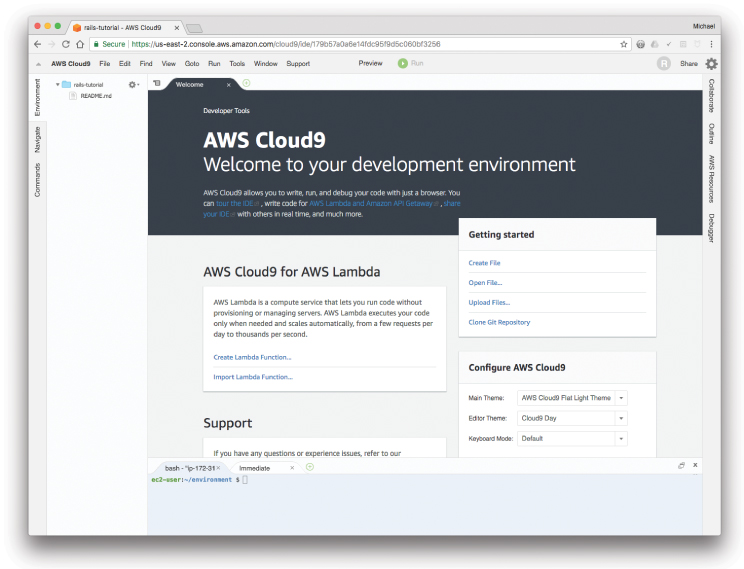 rails-tutorial - AWS Cloud9
Michael
Secure | https://us-east-2.console.aws.amazon.com/cloud9/ide/179b57a0a6e14fdc95f9d5c060bf3256
AWS Cloud9 File Edit Find View Goto Run Tools Window Support Preview Run R Share
Environment
Navigate
Commands
rails-tutorial
README.md
Welcome
Developer Tools
AWS Cloud9
Welcome to your development environment
AWS Cloud9 allows you to write, run, and debug your code with just a browser. You
can tour the IDE, write code for AWS Lambda and Amazon API Getaway, share
your IDE with others in real time, and much more.
AWS Cloud9 for AWS Lambda
AWS Lambda is a compute service that lets you run code without
provisioning or managing servers. AWS Lambda executes your code
only when needed and scales automatically, from a few requests per
day to thousands per second.
Create Lambda Function...
Import Lambda Function...
Support
If you have any questions or experience issues, refer to our
Getting started
Create File
Open File...
Upload Files...
Clone Git Repository
Configure AWS Cloud9
Main Theme: AWS Cloud9 Flat Light Theme
Editor Theme: Cloud9 Day
Keyboard Mode: Default
Collaborate
Outline
AWS Resources
Debugger
bash - "ip-172-31 Immediate
ec2-user:~/environment $